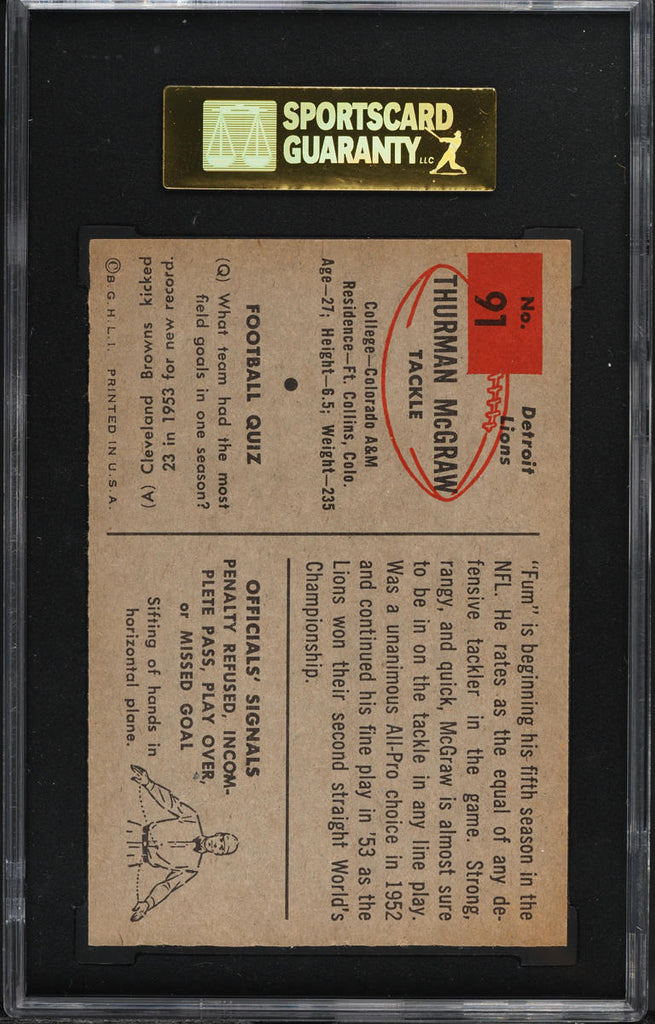 SPORTSCARD
GUARANTY LLC
No.
91
Detroit
Lions
THURMAN McGRAW
TACKLE
College—Colorado A&M
Residence—Ft. Collins, Colo.
Age—27; Height—6.5; Weight—235
FOOTBALL QUIZ
(Q) What team had the most
field goals in one season?
(A) Cleveland Browns kicked
23 in 1953 for new record.
©B.G.H.L.I. PRINTED IN U.S.A.
"Fum" is beginning his fifth season in the
NFL. He rates as the equal of any de-
fensive tackler in the game. Strong,
rangy, and quick, McGraw is almost sure
to be in on the tackle in any line play.
Was a unanimous All-Pro choice in 1952
and continued his fine play in '53 as the
Lions won their second straight World's
Championship.
OFFICIALS' SIGNALS
PENALTY REFUSED, INCOM-
PLETE PASS, PLAY OVER,
or MISSED GOAL
Sifting of hands in
horizontal plane.